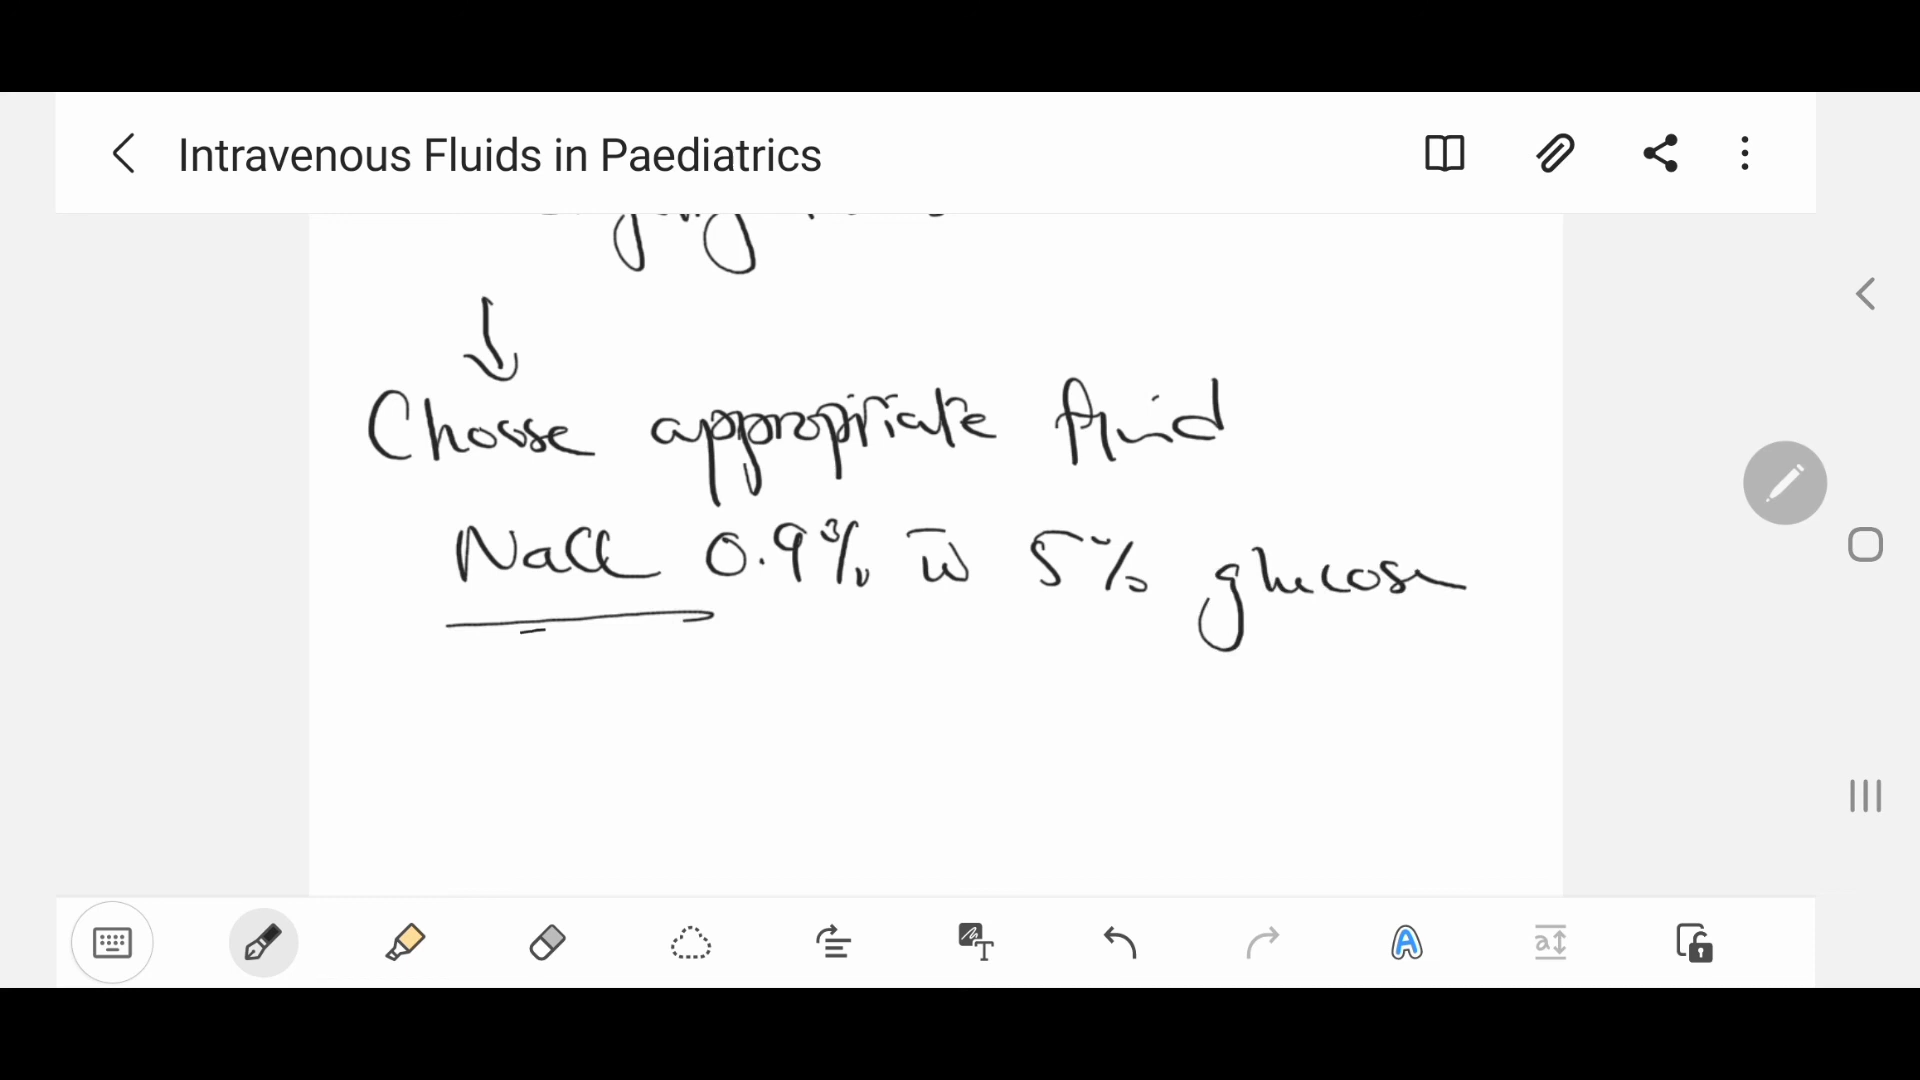 Intravenous Fluids in Paediatrics
Choose appropriate fluid
NaCl 0.9% w̄ 5% glucose